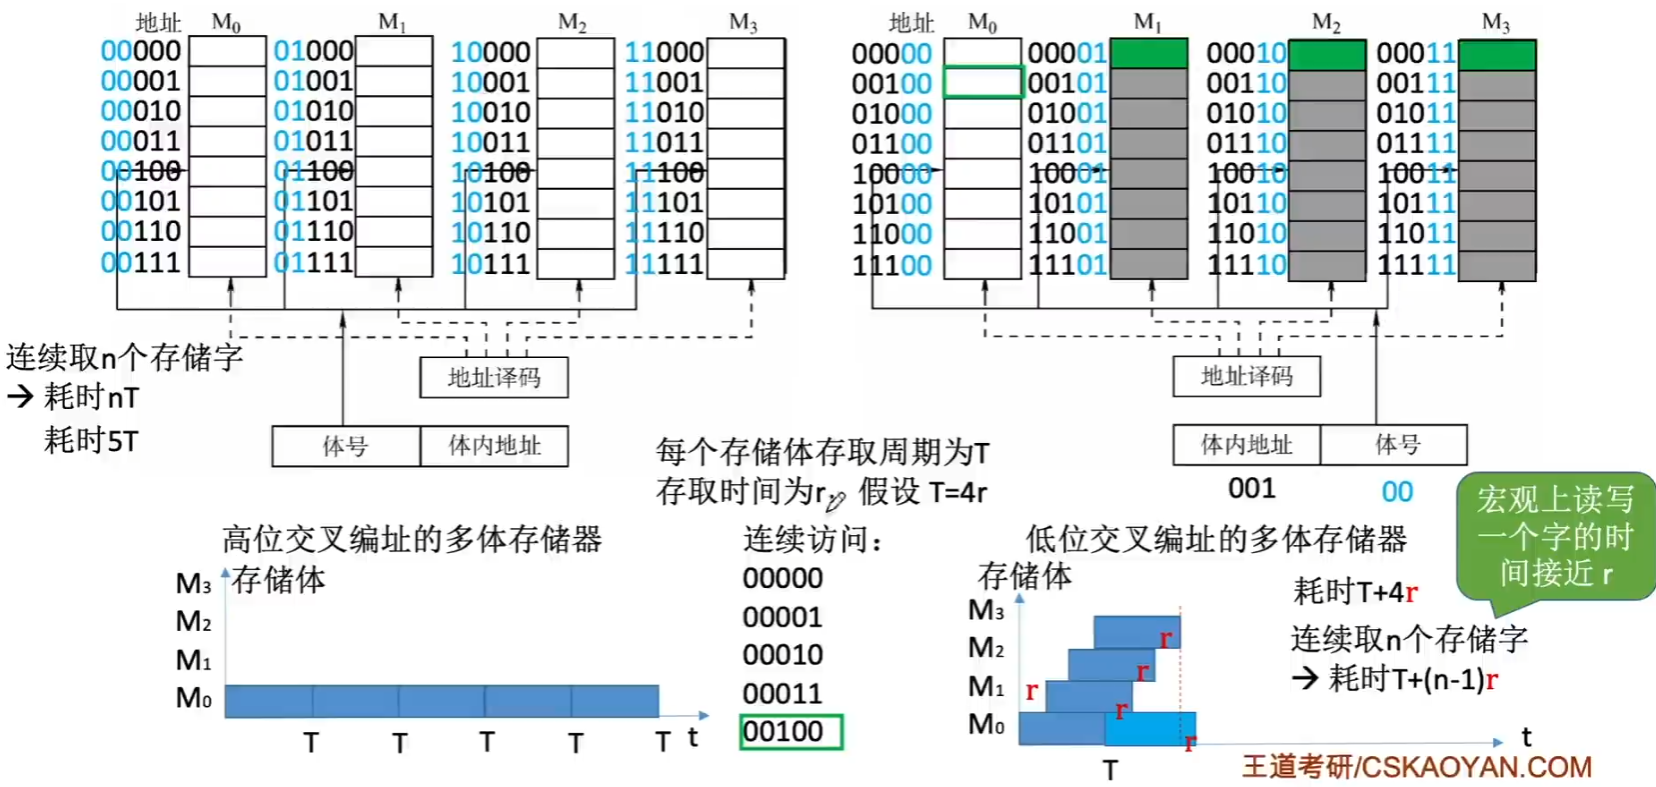 地址 M0 M1 M2 M3
00000 01000 10000 11000
00001 01001 10001 11001
00010 01010 10010 11010
00011 01011 10011 11011
00100 01100 10100 11100
00101 01101 10101 11101
00110 01110 10110 11110
00111 01111 10111 11111
地址译码
体号 体内地址
连续取n个存储字
→ 耗时nT
耗时5T
地址 M0 M1 M2 M3
00000 00001 00010 00011
00100 00101 00110 00111
01000 01001 01010 01011
01100 01101 01110 01111
10000 10001 10010 10011
10100 10101 10110 10111
11000 11001 11010 11011
11100 11101 11110 11111
地址译码
体内地址 体号
001 00
每个存储体存取周期为T
存取时间为r，假设 T=4r
高位交叉编址的多体存储器
存储体
M3
M2
M1
M0
T T T T T t
连续访问：
00000
00001
00010
00011
00100
低位交叉编址的多体存储器
存储体
M3 r
M2 r
M1 r r
M0 r
T t
耗时T+4r
连续取n个存储字
→ 耗时T+(n-1)r
宏观上读写
一个字的时
间接近 r
王道考研/CSKAOYAN.COM